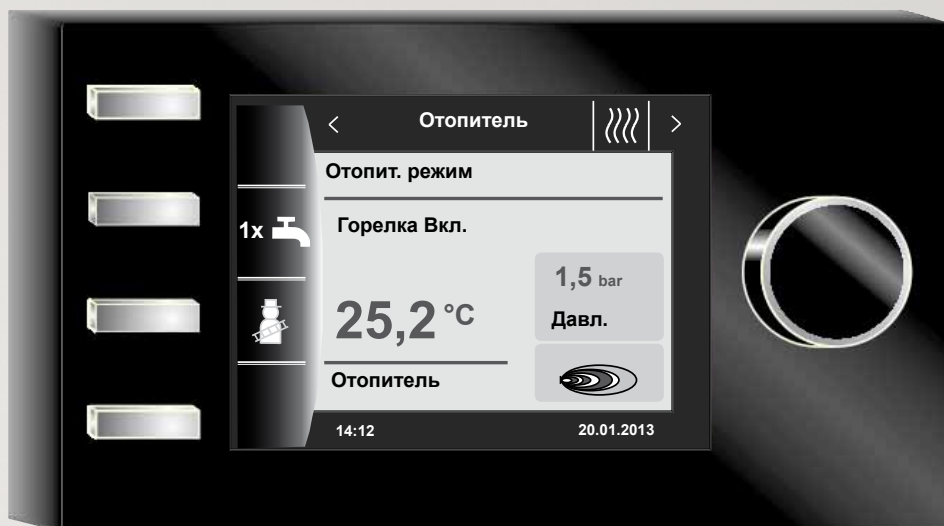 Отопитель
Отопит. режим
1x
Горелка Вкл.
1,5 bar
25,2 °C
Давл.
Отопитель
14:12
20.01.2013